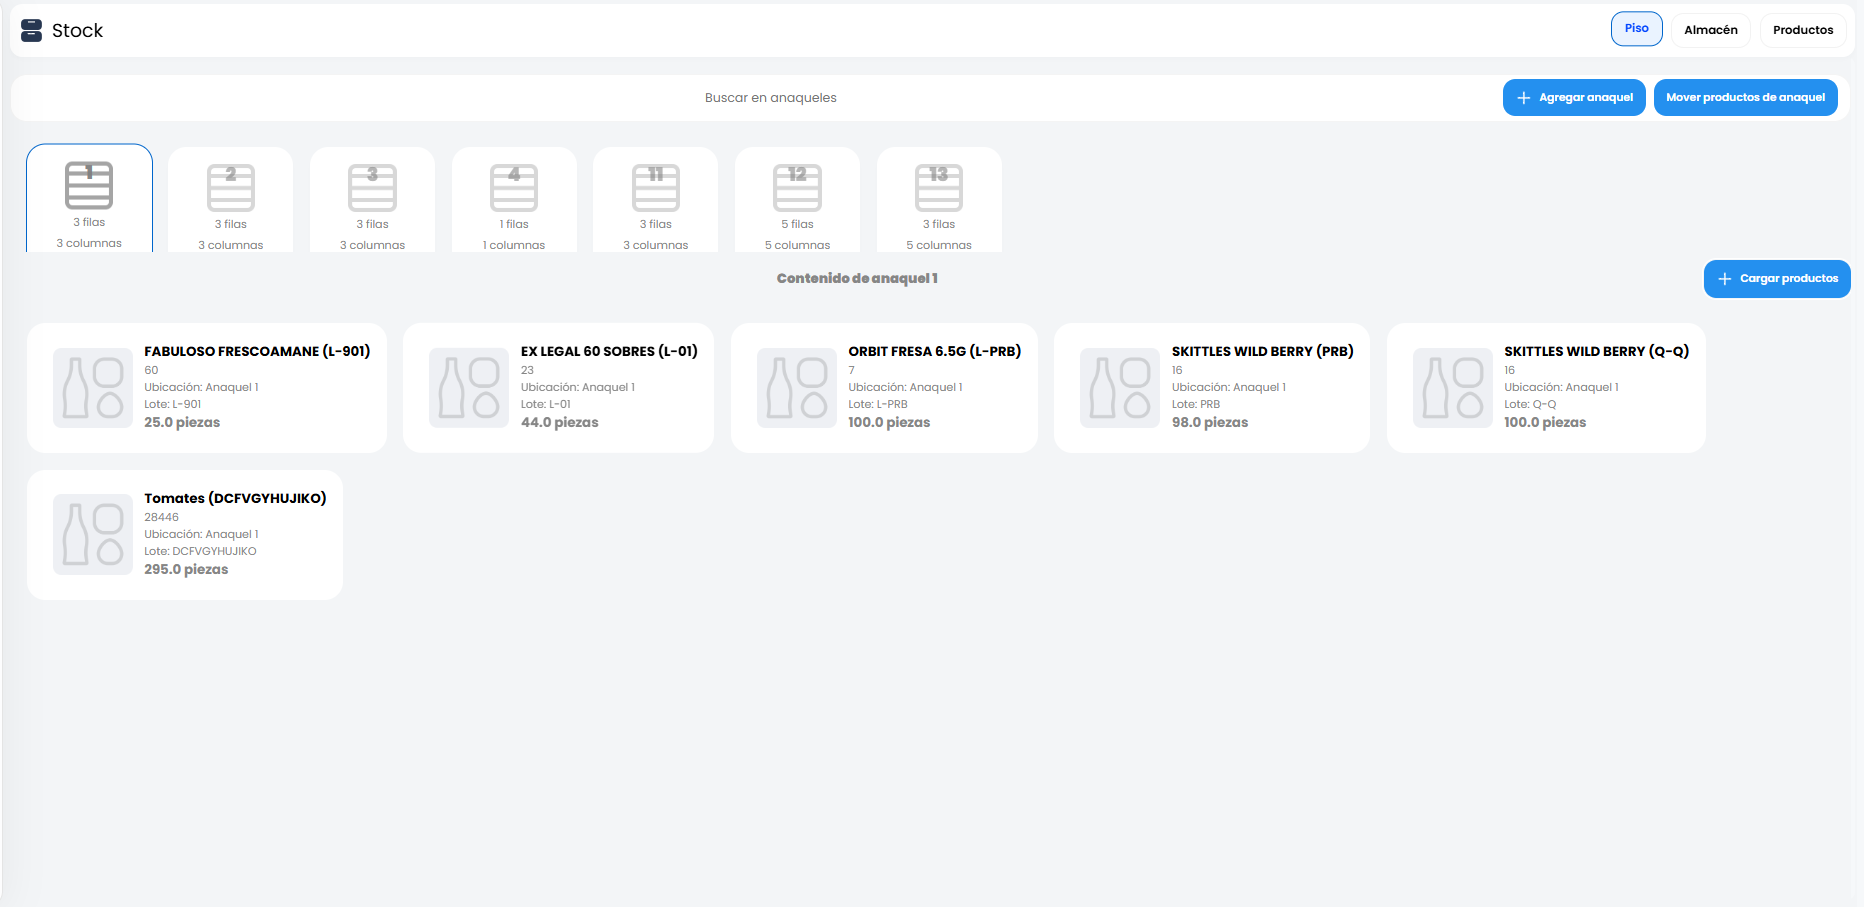 Stock
Piso
Almacén
Productos
Buscar en anaqueles
Agregar anaquel
Mover productos de anaquel
1
3 filas
3 columnas
2
3 filas
3 columnas
3
3 filas
3 columnas
4
1 filas
1 columnas
11
3 filas
3 columnas
12
5 filas
5 columnas
13
3 filas
5 columnas
Contenido de anaquel 1
Cargar productos
FABULOSO FRESCOAMANE (L-901)
60
Ubicación: Anaquel 1
Lote: L-901
25.0 piezas
EX LEGAL 60 SOBRES (L-01)
23
Ubicación: Anaquel 1
Lote: L-01
44.0 piezas
ORBIT FRESA 6.5G (L-PRB)
7
Ubicación: Anaquel 1
Lote: L-PRB
100.0 piezas
SKITTLES WILD BERRY (PRB)
16
Ubicación: Anaquel 1
Lote: PRB
98.0 piezas
SKITTLES WILD BERRY (Q-Q)
16
Ubicación: Anaquel 1
Lote: Q-Q
100.0 piezas
Tomates (DCFVGYHUJIKO)
28446
Ubicación: Anaquel 1
Lote: DCFVGYHUJIKO
295.0 piezas